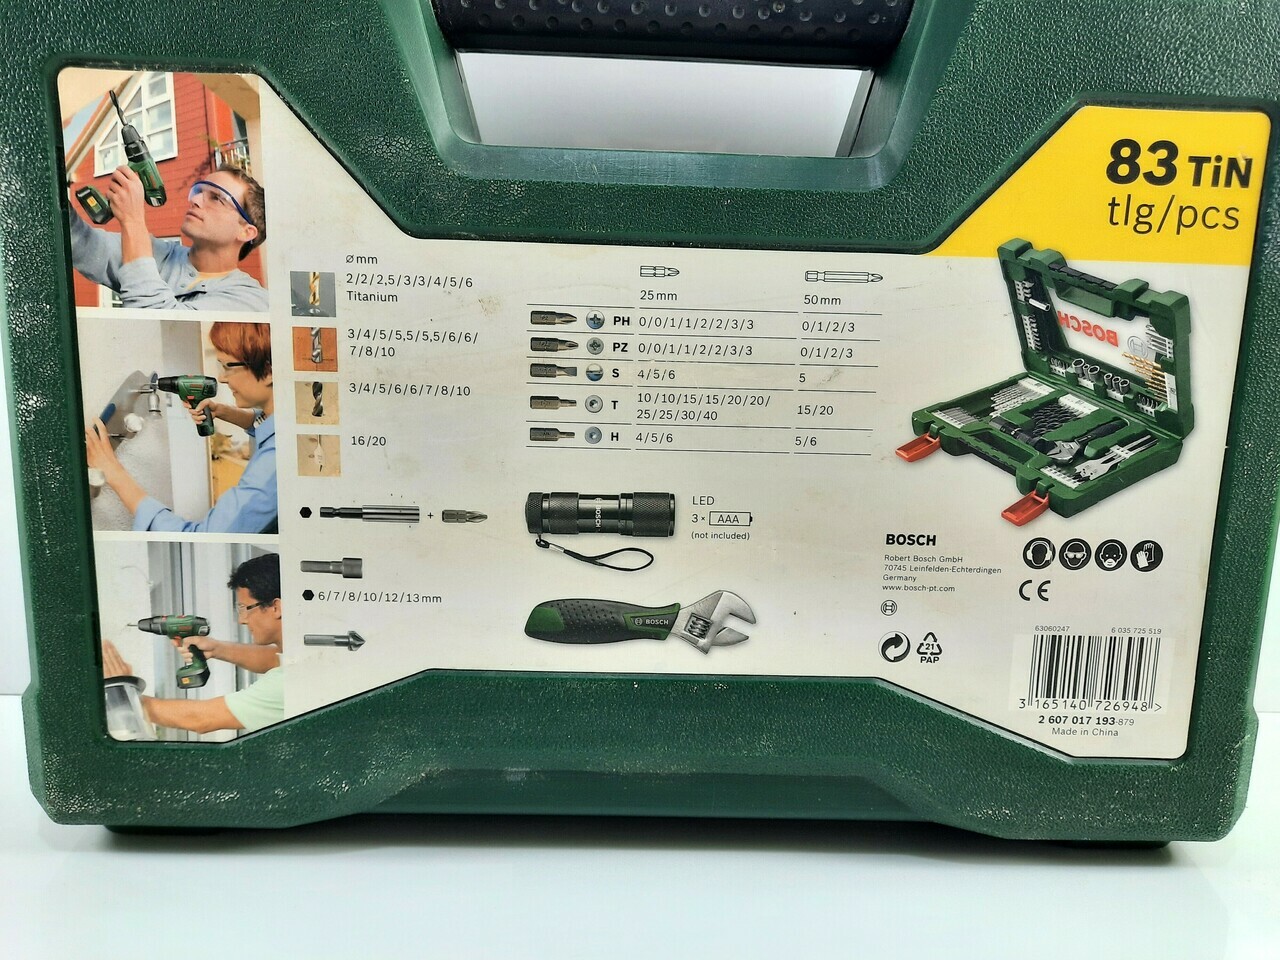 83 TiN
tlg/pcs
ø mm
2/2/2,5/3/3/4/5/6
Titanium
3/4/5/5,5/5,5/6/6/
7/8/10
3/4/5/6/6/7/8/10
16/20
+
6/7/8/10/12/13mm
25mm
50mm
PH 0/0/1/1/2/2/3/3 0/1/2/3
PZ 0/0/1/1/2/2/3/3 0/1/2/3
S 4/5/6 5
T 10/10/15/15/20/20/
25/25/30/40 15/20
H 4/5/6 5/6
BOSCH
LED
3× AAA
(not included)
BOSCH
BOSCH
BOSCH
Robert Bosch GmbH
70745 Leinfelden-Echterdingen
Germany
www.bosch-pt.com
CE
21
PAP
63060247 6 035 725 519
3 165140 726948 >
2 607 017 193-879
Made in China